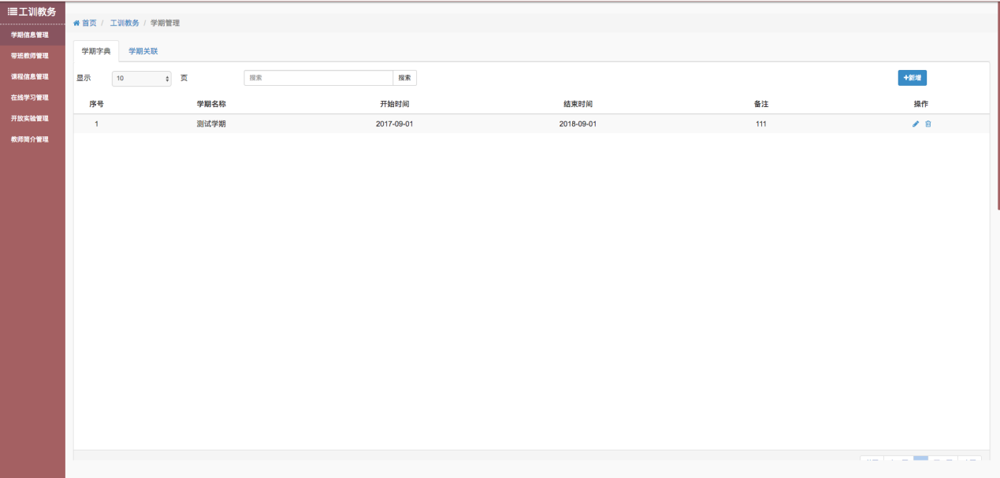 工训教务
首页 / 工训教务 / 学期管理
学期信息管理
带班教师管理
课程信息管理
在线学习管理
开放实验管理
教师简介管理
学期字典 学期关联
显示 10 页 搜索 搜索 +新增
序号 学期名称 开始时间 结束时间 备注 操作
1 测试学期 2017-09-01 2018-09-01 111